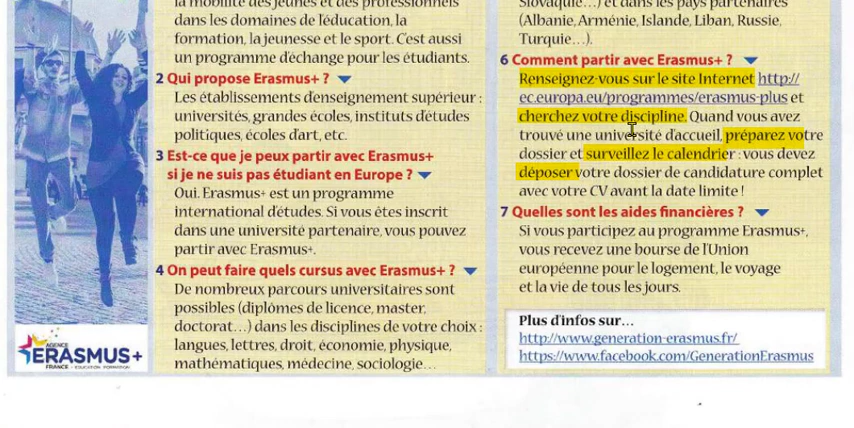 la mobilité des jeunes et des professionnels
dans les domaines de l'éducation, la
formation, la jeunesse et le sport. C'est aussi
un programme d'échange pour les étudiants.
2 Qui propose Erasmus+ ?
Les établissements d'enseignement supérieur :
universités, grandes écoles, instituts d'études
politiques, écoles d'art, etc.
3 Est-ce que je peux partir avec Erasmus+
si je ne suis pas étudiant en Europe ?
Oui. Erasmus+ est un programme
international d'études. Si vous êtes inscrit
dans une université partenaire, vous pouvez
partir avec Erasmus+.
4 On peut faire quels cursus avec Erasmus+ ?
De nombreux parcours universitaires sont
possibles (diplômes de licence, master,
doctorat…) dans les disciplines de votre choix :
langues, lettres, droit, économie, physique,
mathématiques, médecine, sociologie…
Slovaquie…) et dans les pays partenaires
(Albanie, Arménie, Islande, Liban, Russie,
Turquie…).
6 Comment partir avec Erasmus+ ?
Renseignez-vous sur le site Internet http://
ec.europa.eu/programmes/erasmus-plus et
cherchez votre discipline. Quand vous avez
trouvé une université d'accueil, préparez votre
dossier et surveillez le calendrier : vous devez
déposer votre dossier de candidature complet
avec votre CV avant la date limite !
7 Quelles sont les aides financières ?
Si vous participez au programme Erasmus+,
vous recevez une bourse de l'Union
européenne pour le logement, le voyage
et la vie de tous les jours.
Plus d'infos sur…
http://www.generation-erasmus.fr/
https://www.facebook.com/GenerationErasmus
AGENCE
ERASMUS+
FRANCE - EDUCATION FORMATION